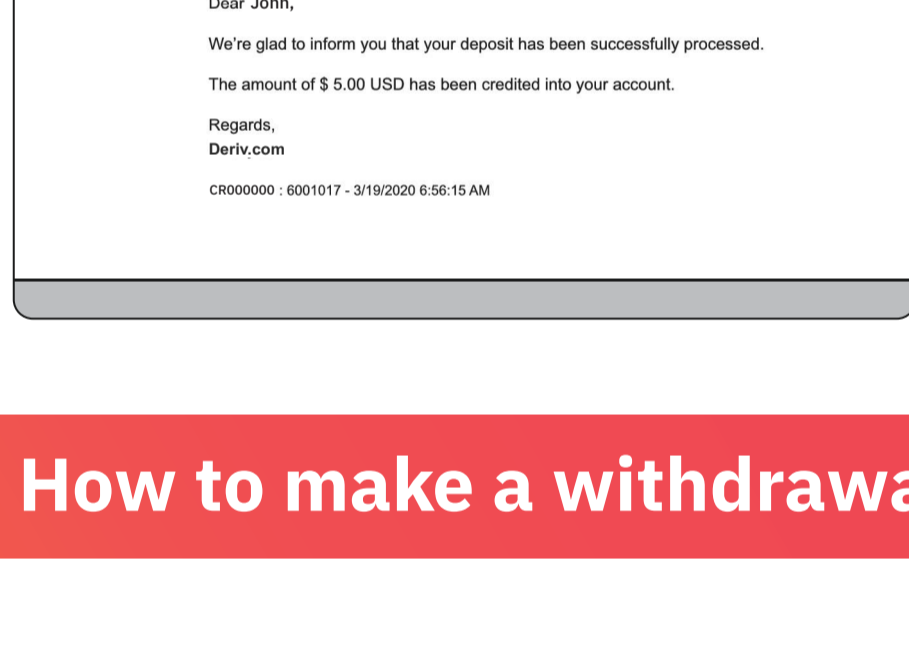 Dear John,
We're glad to inform you that your deposit has been successfully processed.
The amount of $ 5.00 USD has been credited into your account.
Regards,
Deriv.com
CR000000 : 6001017 - 3/19/2020 6:56:15 AM
How to make a withdrawa